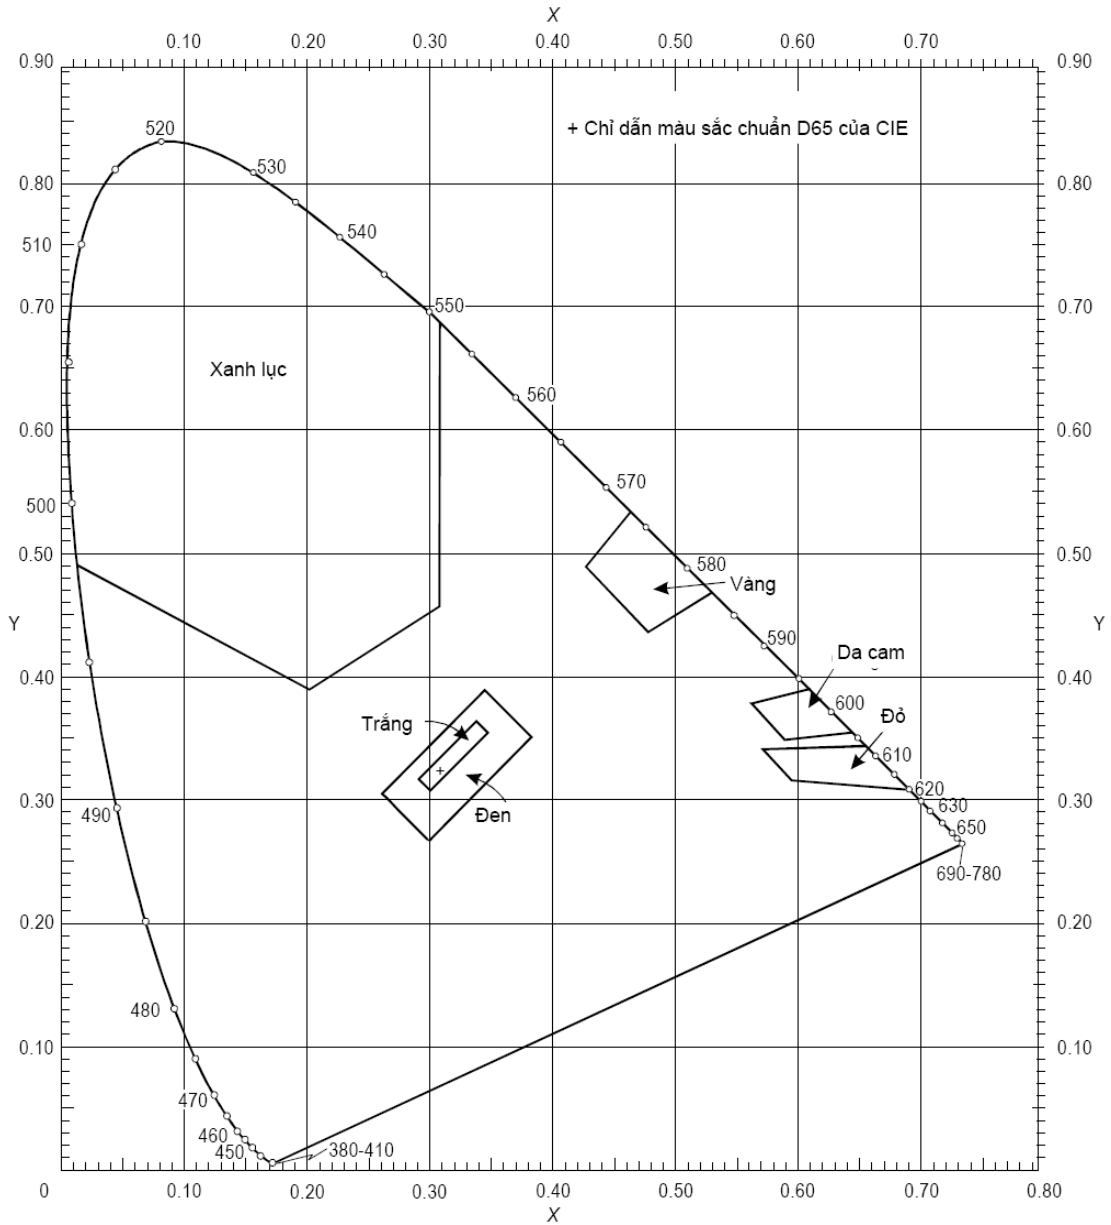 X
0.10 0.20 0.30 0.40 0.50 0.60 0.70
0.90 0.90
520 + Chỉ dẫn màu sắc chuẩn D65 của CIE
530
0.80 0.80
540
510
0.70 550 0.70
Xanh lục
560
0.60 0.60
570
500
0.50 580 0.50
Vàng
Y 590 Y
Da cam
0.40 0.40
600
Trắng Đỏ
610
620
0.30 630 0.30
490 Đen 650
690-780
0.20 0.20
480
0.10 0.10
470
460
450 380-410
0 0.10 0.20 0.30 0.40 0.50 0.60 0.70 0.80
X